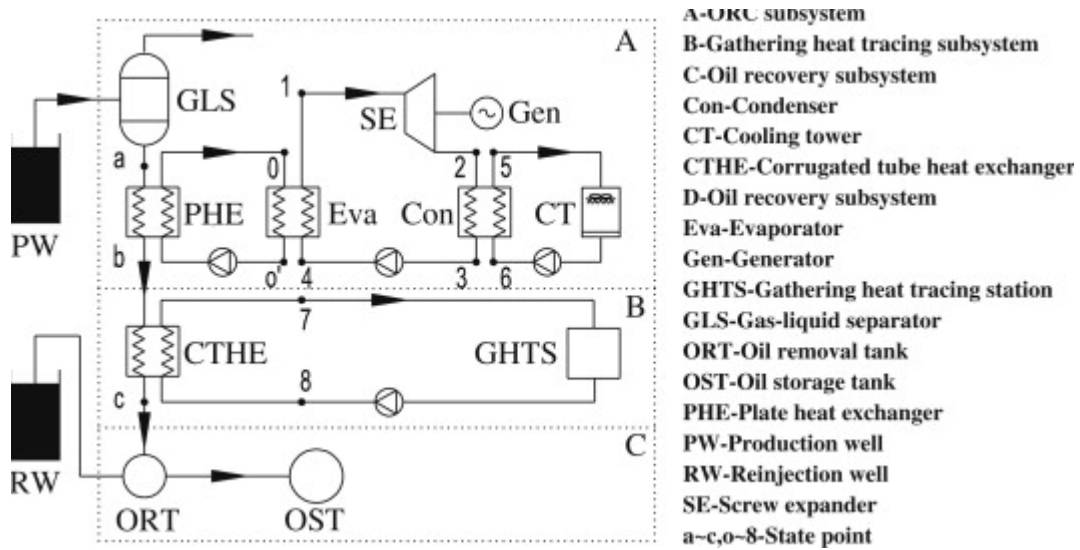 A
GLS
1
SE
Gen
a
0
2
5
PHE
Eva
Con
CT
PW
b
o'
4
3
6
7
B
CTHE
GHTS
8
c
C
RW
ORT
OST
A-ORC subsystem
B-Gathering heat tracing subsystem
C-Oil recovery subsystem
Con-Condenser
CT-Cooling tower
CTHE-Corrugated tube heat exchanger
D-Oil recovery subsystem
Eva-Evaporator
Gen-Generator
GHTS-Gathering heat tracing station
GLS-Gas-liquid separator
ORT-Oil removal tank
OST-Oil storage tank
PHE-Plate heat exchanger
PW-Production well
RW-Reinjection well
SE-Screw expander
a~c,o~8-State point